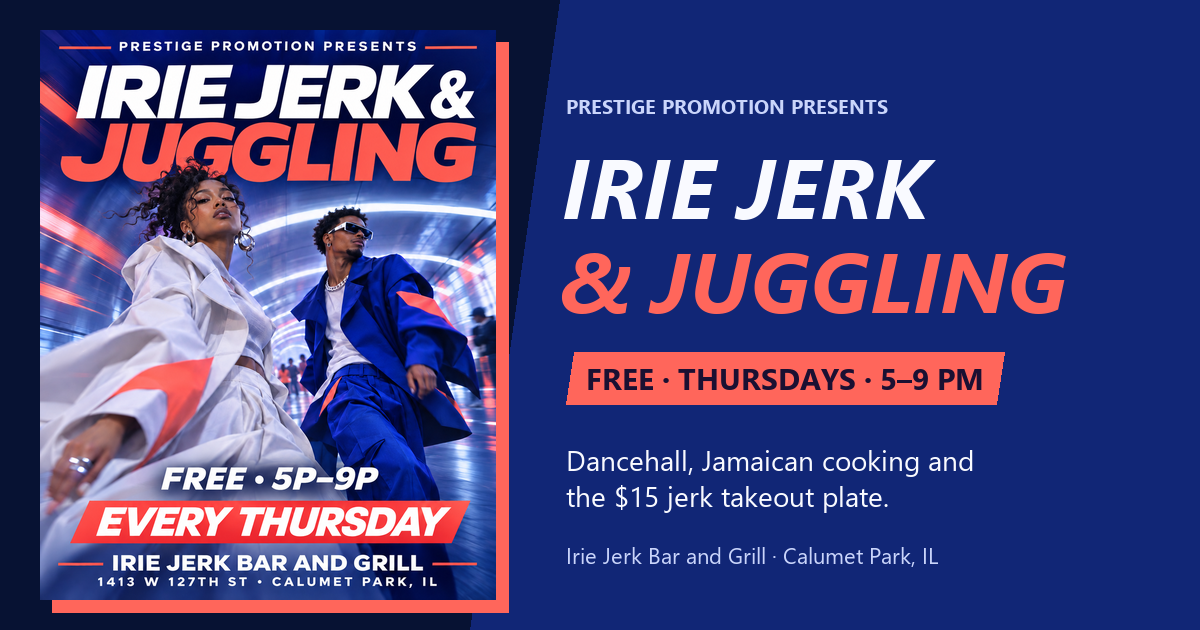 PRESTIGE PROMOTION PRESENTS
IRIE JERK &
JUGGLING
FREE • 5P–9P
EVERY THURSDAY
IRIE JERK BAR AND GRILL
1413 W 127TH ST • CALUMET PARK, IL
PRESTIGE PROMOTION PRESENTS
IRIE JERK
& JUGGLING
FREE · THURSDAYS · 5–9 PM
Dancehall, Jamaican cooking and
the $15 jerk takeout plate.
Irie Jerk Bar and Grill · Calumet Park, IL